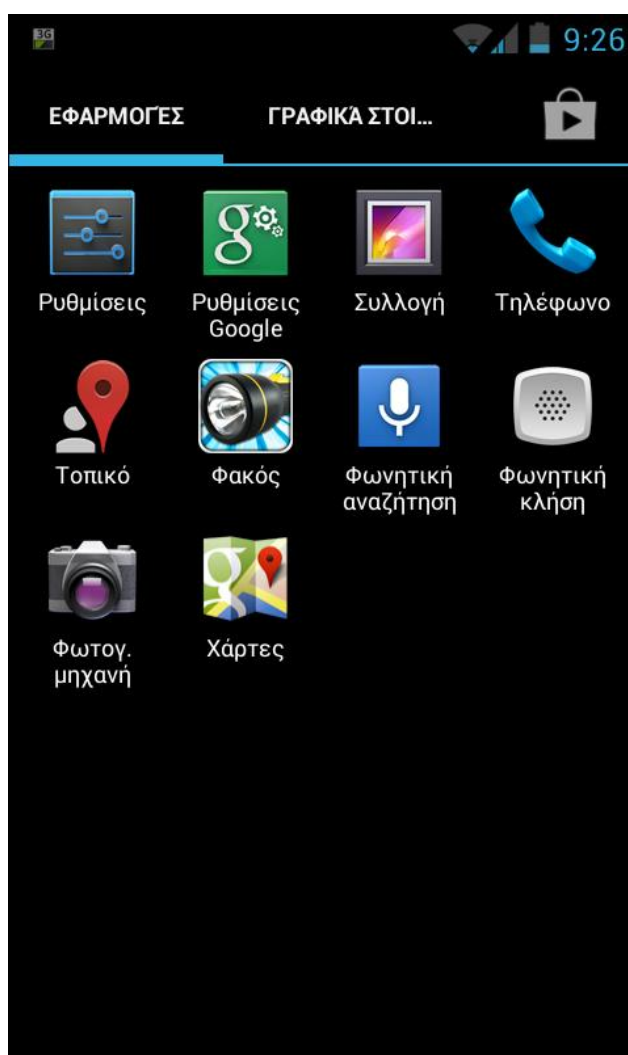 3G
9:26
ΕΦΑΡΜΟΓΈΣ ΓΡΑΦΙΚΆ ΣΤΟΙ...
Ρυθμίσεις Ρυθμίσεις Συλλογή Τηλέφωνο
Google
Τοπικό Φακός Φωνητική Φωνητική
αναζήτηση κλήση
Φωτογ. Χάρτες
μηχανή